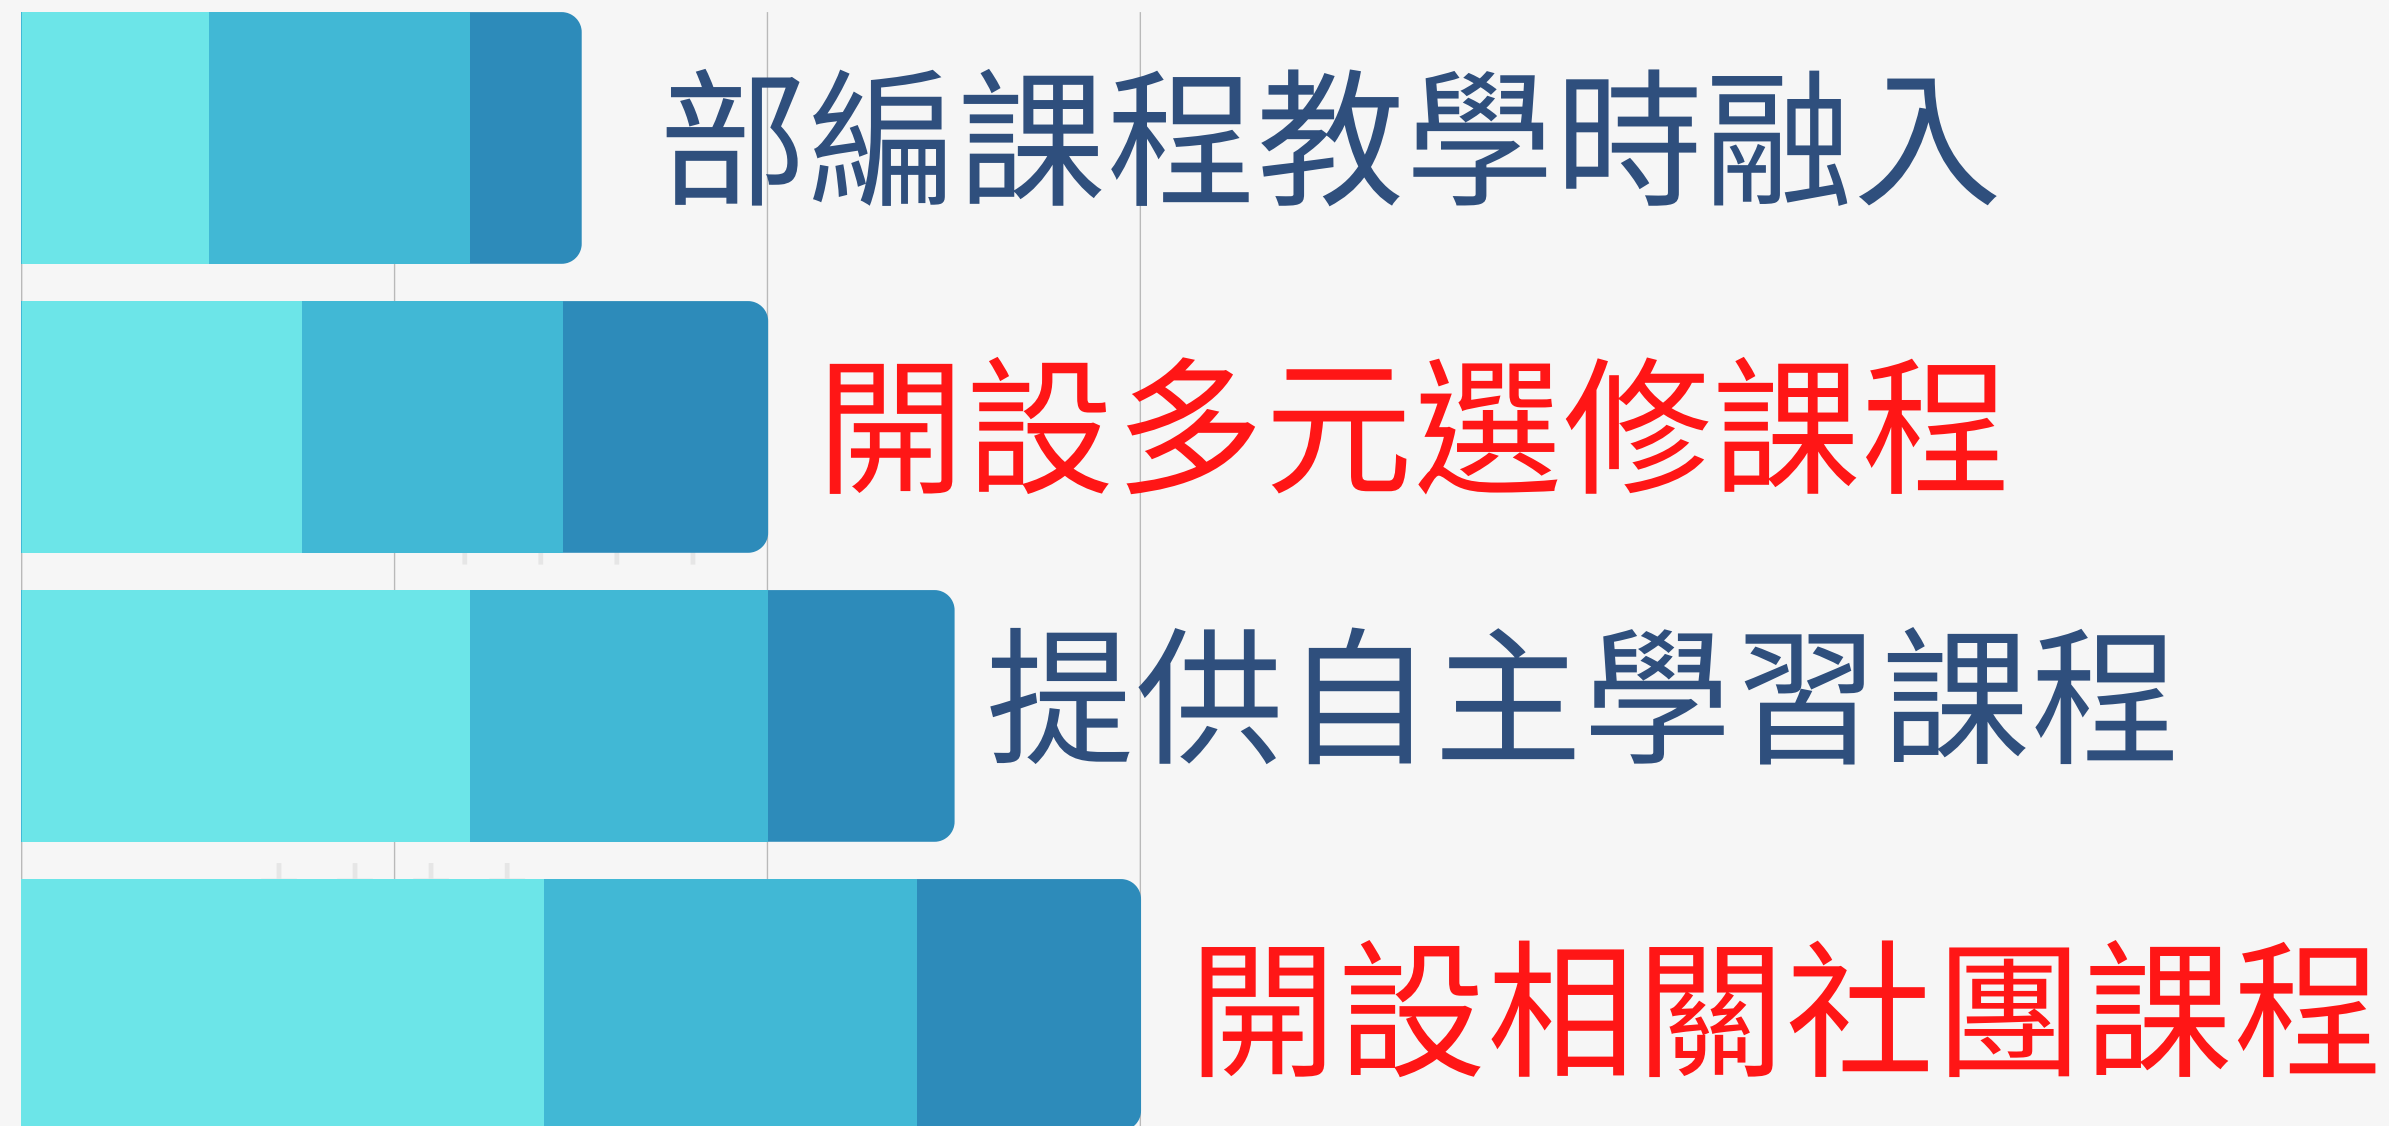 部編課程教學時融入
開設多元選修課程
提供自主學習課程
開設相關社團課程